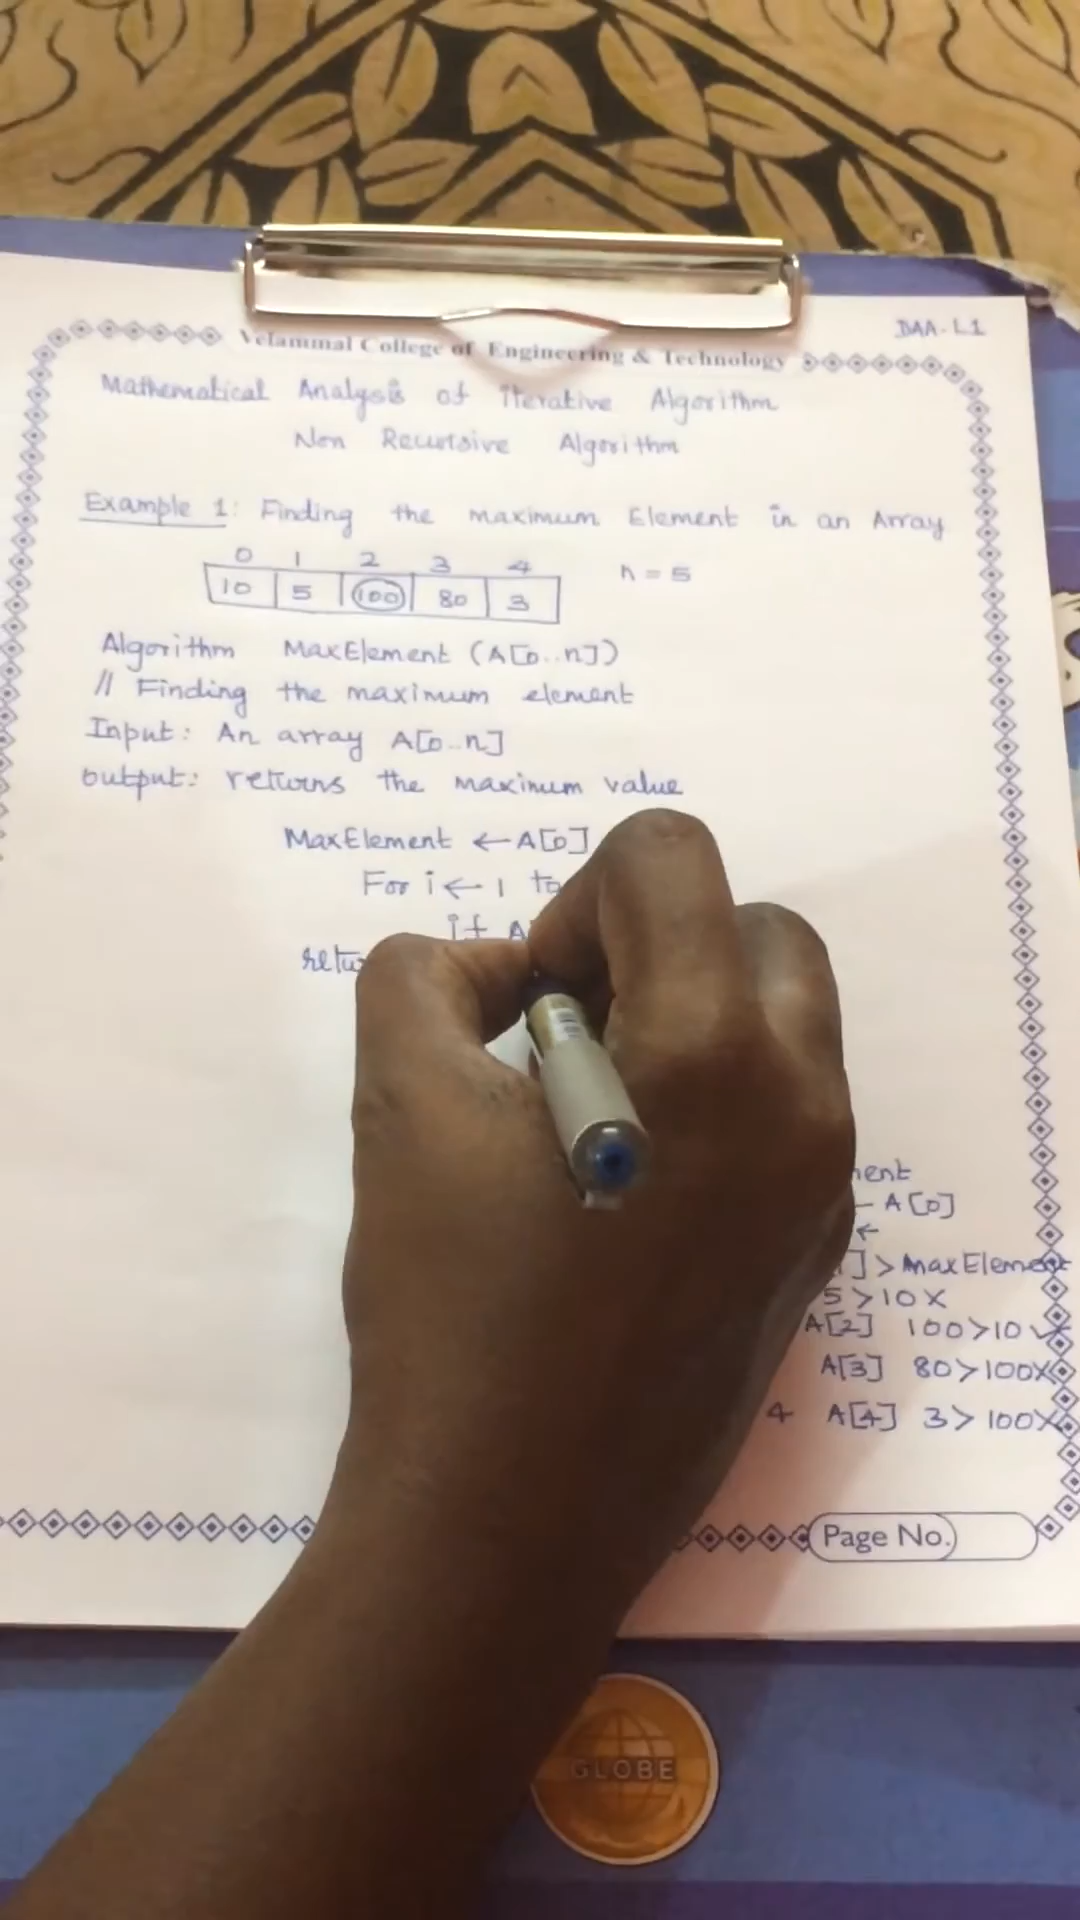 DAA-L1
Velammal College of Engineering & Technology
Mathematical Analysis of iterative Algorithm
Non Recursive Algorithm
Example 1: Finding the maximum Element in an Array
0 1 2 3 4
10 5 100 80 3
n = 5
Algorithm MaxElement (A[0..n])
// Finding the maximum element
Input: An array A[0..n]
output: returns the maximum value
MaxElement ← A[0]
For i ← 1 to
if
A[0]
←
] > MaxElement
5 > 10 X
A[2] 100 > 10 ✓
A[3] 80 > 100 X
4 A[4] 3 > 100 X
Page No.
GLOBE